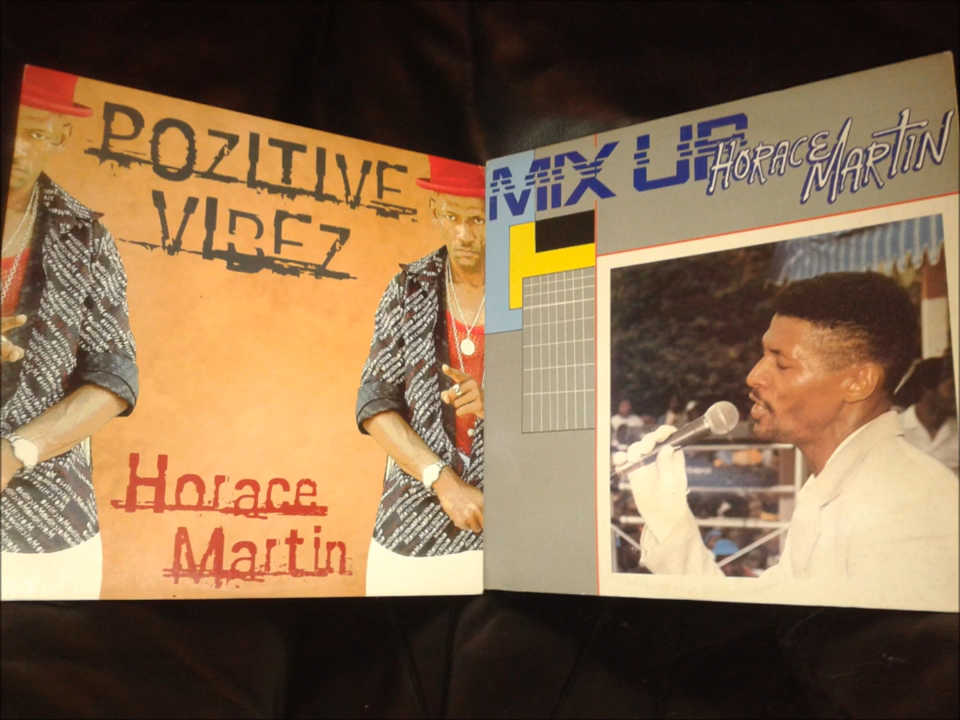 POZITIVE
VIBEZ
Horace
Martin
MIX UP
HORACE
MARTIN